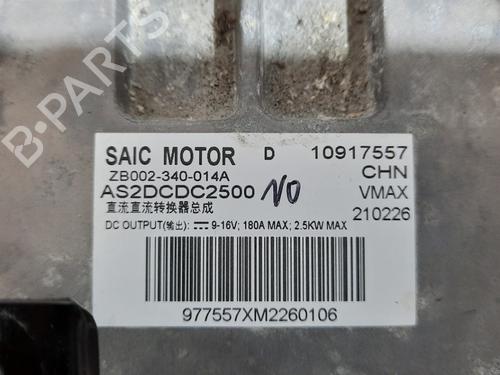 B-PARTS
SAIC MOTOR D 10917557
ZB002-340-014A CHN
AS2DCDC2500 NO VMAX
直流直流转换器总成 210226
DC OUTPUT(输出): ⎓ 9-16V; 180A MAX; 2.5KW MAX
977557XM2260106